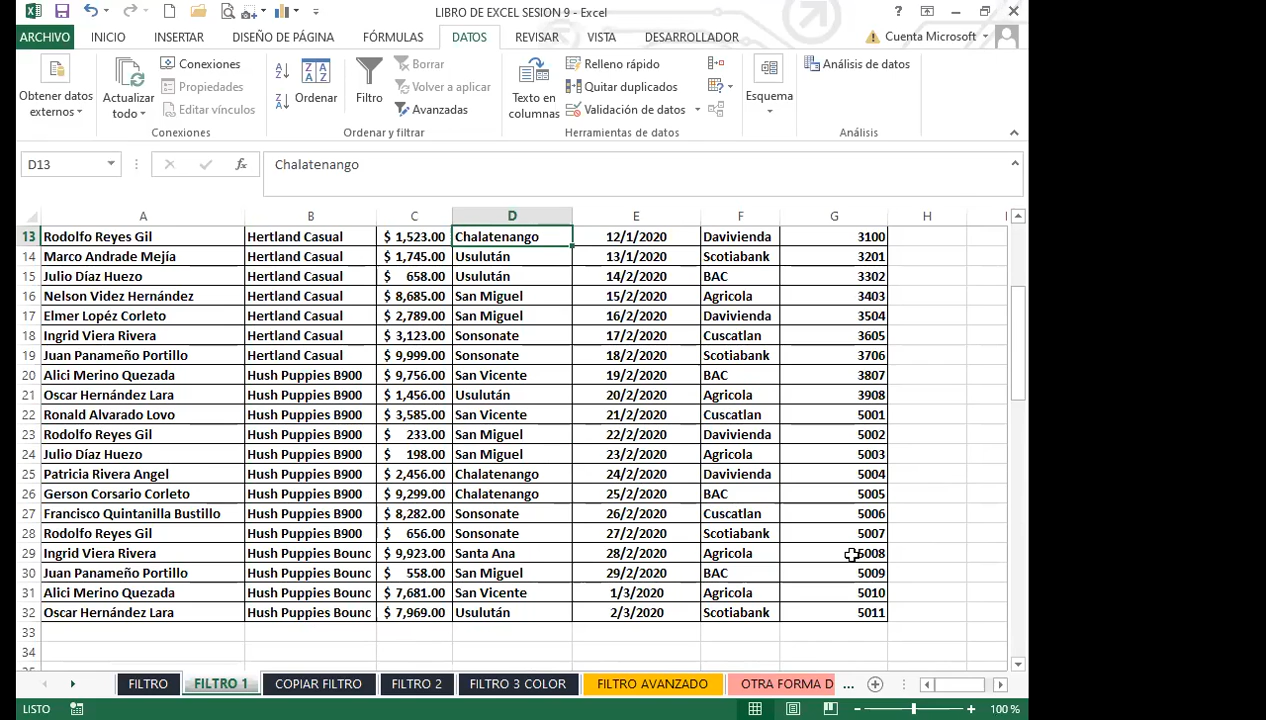 LIBRO DE EXCEL SESION 9 - Excel
ARCHIVO INICIO INSERTAR DISEÑO DE PÁGINA FÓRMULAS DATOS REVISAR VISTA DESARROLLADOR Cuenta Microsoft
Obtener datos externos
Actualizar todo
Conexiones
Propiedades
Editar vínculos
Conexiones
Ordenar
Filtro
Borrar
Volver a aplicar
Avanzadas
Ordenar y filtrar
Texto en columnas
Relleno rápido
Quitar duplicados
Validación de datos
Herramientas de datos
Esquema
Análisis de datos
Análisis
D13 fx Chalatenango
A B C D E F G H I
13 Rodolfo Reyes Gil Hertland Casual $ 1,523.00 Chalatenango 12/1/2020 Davivienda 3100
14 Marco Andrade Mejía Hertland Casual $ 1,745.00 Usulután 13/1/2020 Scotiabank 3201
15 Julio Díaz Huezo Hertland Casual $ 658.00 Usulután 14/2/2020 BAC 3302
16 Nelson Videz Hernández Hertland Casual $ 8,685.00 San Miguel 15/2/2020 Agricola 3403
17 Elmer Lopéz Corleto Hertland Casual $ 2,789.00 San Miguel 16/2/2020 Davivienda 3504
18 Ingrid Viera Rivera Hertland Casual $ 3,123.00 Sonsonate 17/2/2020 Cuscatlan 3605
19 Juan Panameño Portillo Hertland Casual $ 9,999.00 Sonsonate 18/2/2020 Scotiabank 3706
20 Alici Merino Quezada Hush Puppies B900 $ 9,756.00 San Vicente 19/2/2020 BAC 3807
21 Oscar Hernández Lara Hush Puppies B900 $ 1,456.00 Usulután 20/2/2020 Agricola 3908
22 Ronald Alvarado Lovo Hush Puppies B900 $ 3,585.00 San Vicente 21/2/2020 Cuscatlan 5001
23 Rodolfo Reyes Gil Hush Puppies B900 $ 233.00 San Miguel 22/2/2020 Davivienda 5002
24 Julio Díaz Huezo Hush Puppies B900 $ 198.00 San Miguel 23/2/2020 Agricola 5003
25 Patricia Rivera Angel Hush Puppies B900 $ 2,456.00 Chalatenango 24/2/2020 Davivienda 5004
26 Gerson Corsario Corleto Hush Puppies B900 $ 9,299.00 Chalatenango 25/2/2020 BAC 5005
27 Francisco Quintanilla Bustillo Hush Puppies B900 $ 8,282.00 Sonsonate 26/2/2020 Cuscatlan 5006
28 Rodolfo Reyes Gil Hush Puppies B900 $ 656.00 Sonsonate 27/2/2020 Scotiabank 5007
29 Ingrid Viera Rivera Hush Puppies Bounc $ 9,923.00 Santa Ana 28/2/2020 Agricola 5008
30 Juan Panameño Portillo Hush Puppies Bounc $ 558.00 San Miguel 29/2/2020 BAC 5009
31 Alici Merino Quezada Hush Puppies Bounc $ 7,681.00 San Vicente 1/3/2020 Agricola 5010
32 Oscar Hernández Lara Hush Puppies Bounc $ 7,969.00 Usulután 2/3/2020 Scotiabank 5011
33
34
FILTRO FILTRO 1 COPIAR FILTRO FILTRO 2 FILTRO 3 COLOR FILTRO AVANZADO OTRA FORMA D ...
LISTO 100 %